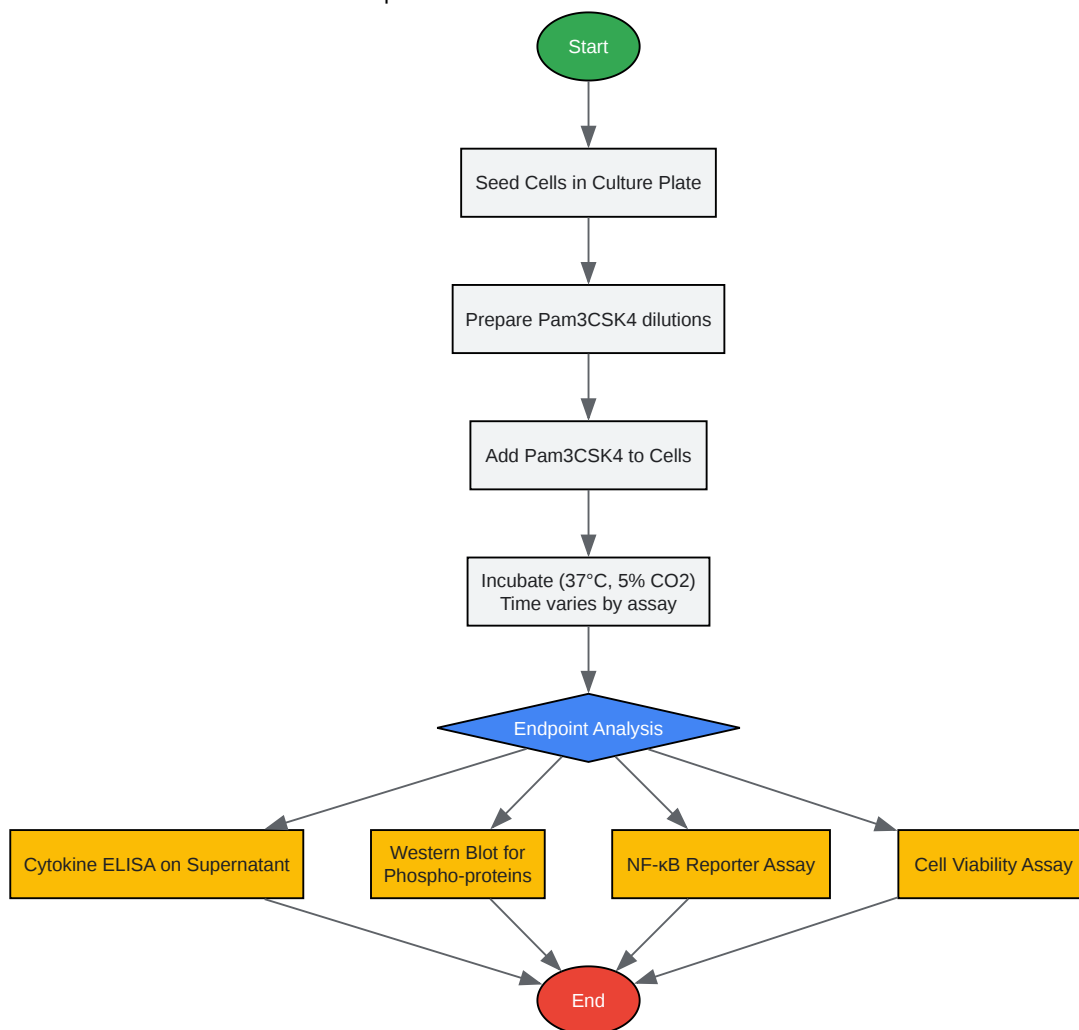 Start
Seed Cells in Culture Plate
Prepare Pam3CSK4 dilutions
Add Pam3CSK4 to Cells
Incubate (37°C, 5% CO2)
Time varies by assay
Endpoint Analysis
Cytokine ELISA on Supernatant
Western Blot for
Phospho-proteins
NF-κB Reporter Assay
Cell Viability Assay
End